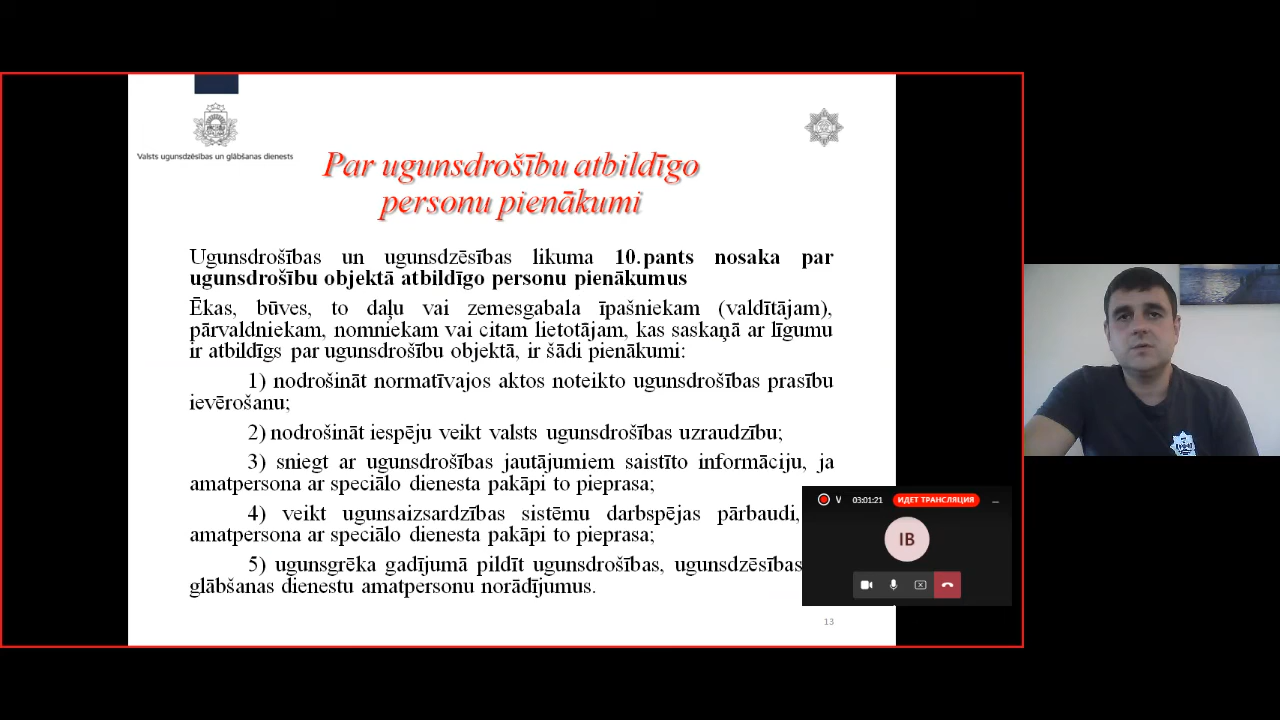 Valsts ugunsdzēsības un glābšanas dienests
Par ugunsdrošību atbildīgo
personu pienākumi
Ugunsdrošības un ugunsdzēsības likuma 10.pants nosaka par
ugunsdrošību objektā atbildīgo personu pienākumus
Ēkas, būves, to daļu vai zemesgabala īpašniekam (valdītājam),
pārvaldniekam, nomniekam vai citam lietotājam, kas saskaņā ar līgumu
ir atbildīgs par ugunsdrošību objektā, ir šādi pienākumi:
1) nodrošināt normatīvajos aktos noteikto ugunsdrošības prasību
ievērošanu;
2) nodrošināt iespēju veikt valsts ugunsdrošības uzraudzību;
3) sniegt ar ugunsdrošības jautājumiem saistīto informāciju, ja
amatpersona ar speciālo dienesta pakāpi to pieprasa;
4) veikt ugunsaizsardzības sistēmu darbspējas pārbaudi,
amatpersona ar speciālo dienesta pakāpi to pieprasa;
5) ugunsgrēka gadījumā pildīt ugunsdrošības, ugunsdzēsības
glābšanas dienestu amatpersonu norādījumus.
V 03:01:21 ИДЕТ ТРАНСЛЯЦИЯ
IB
13